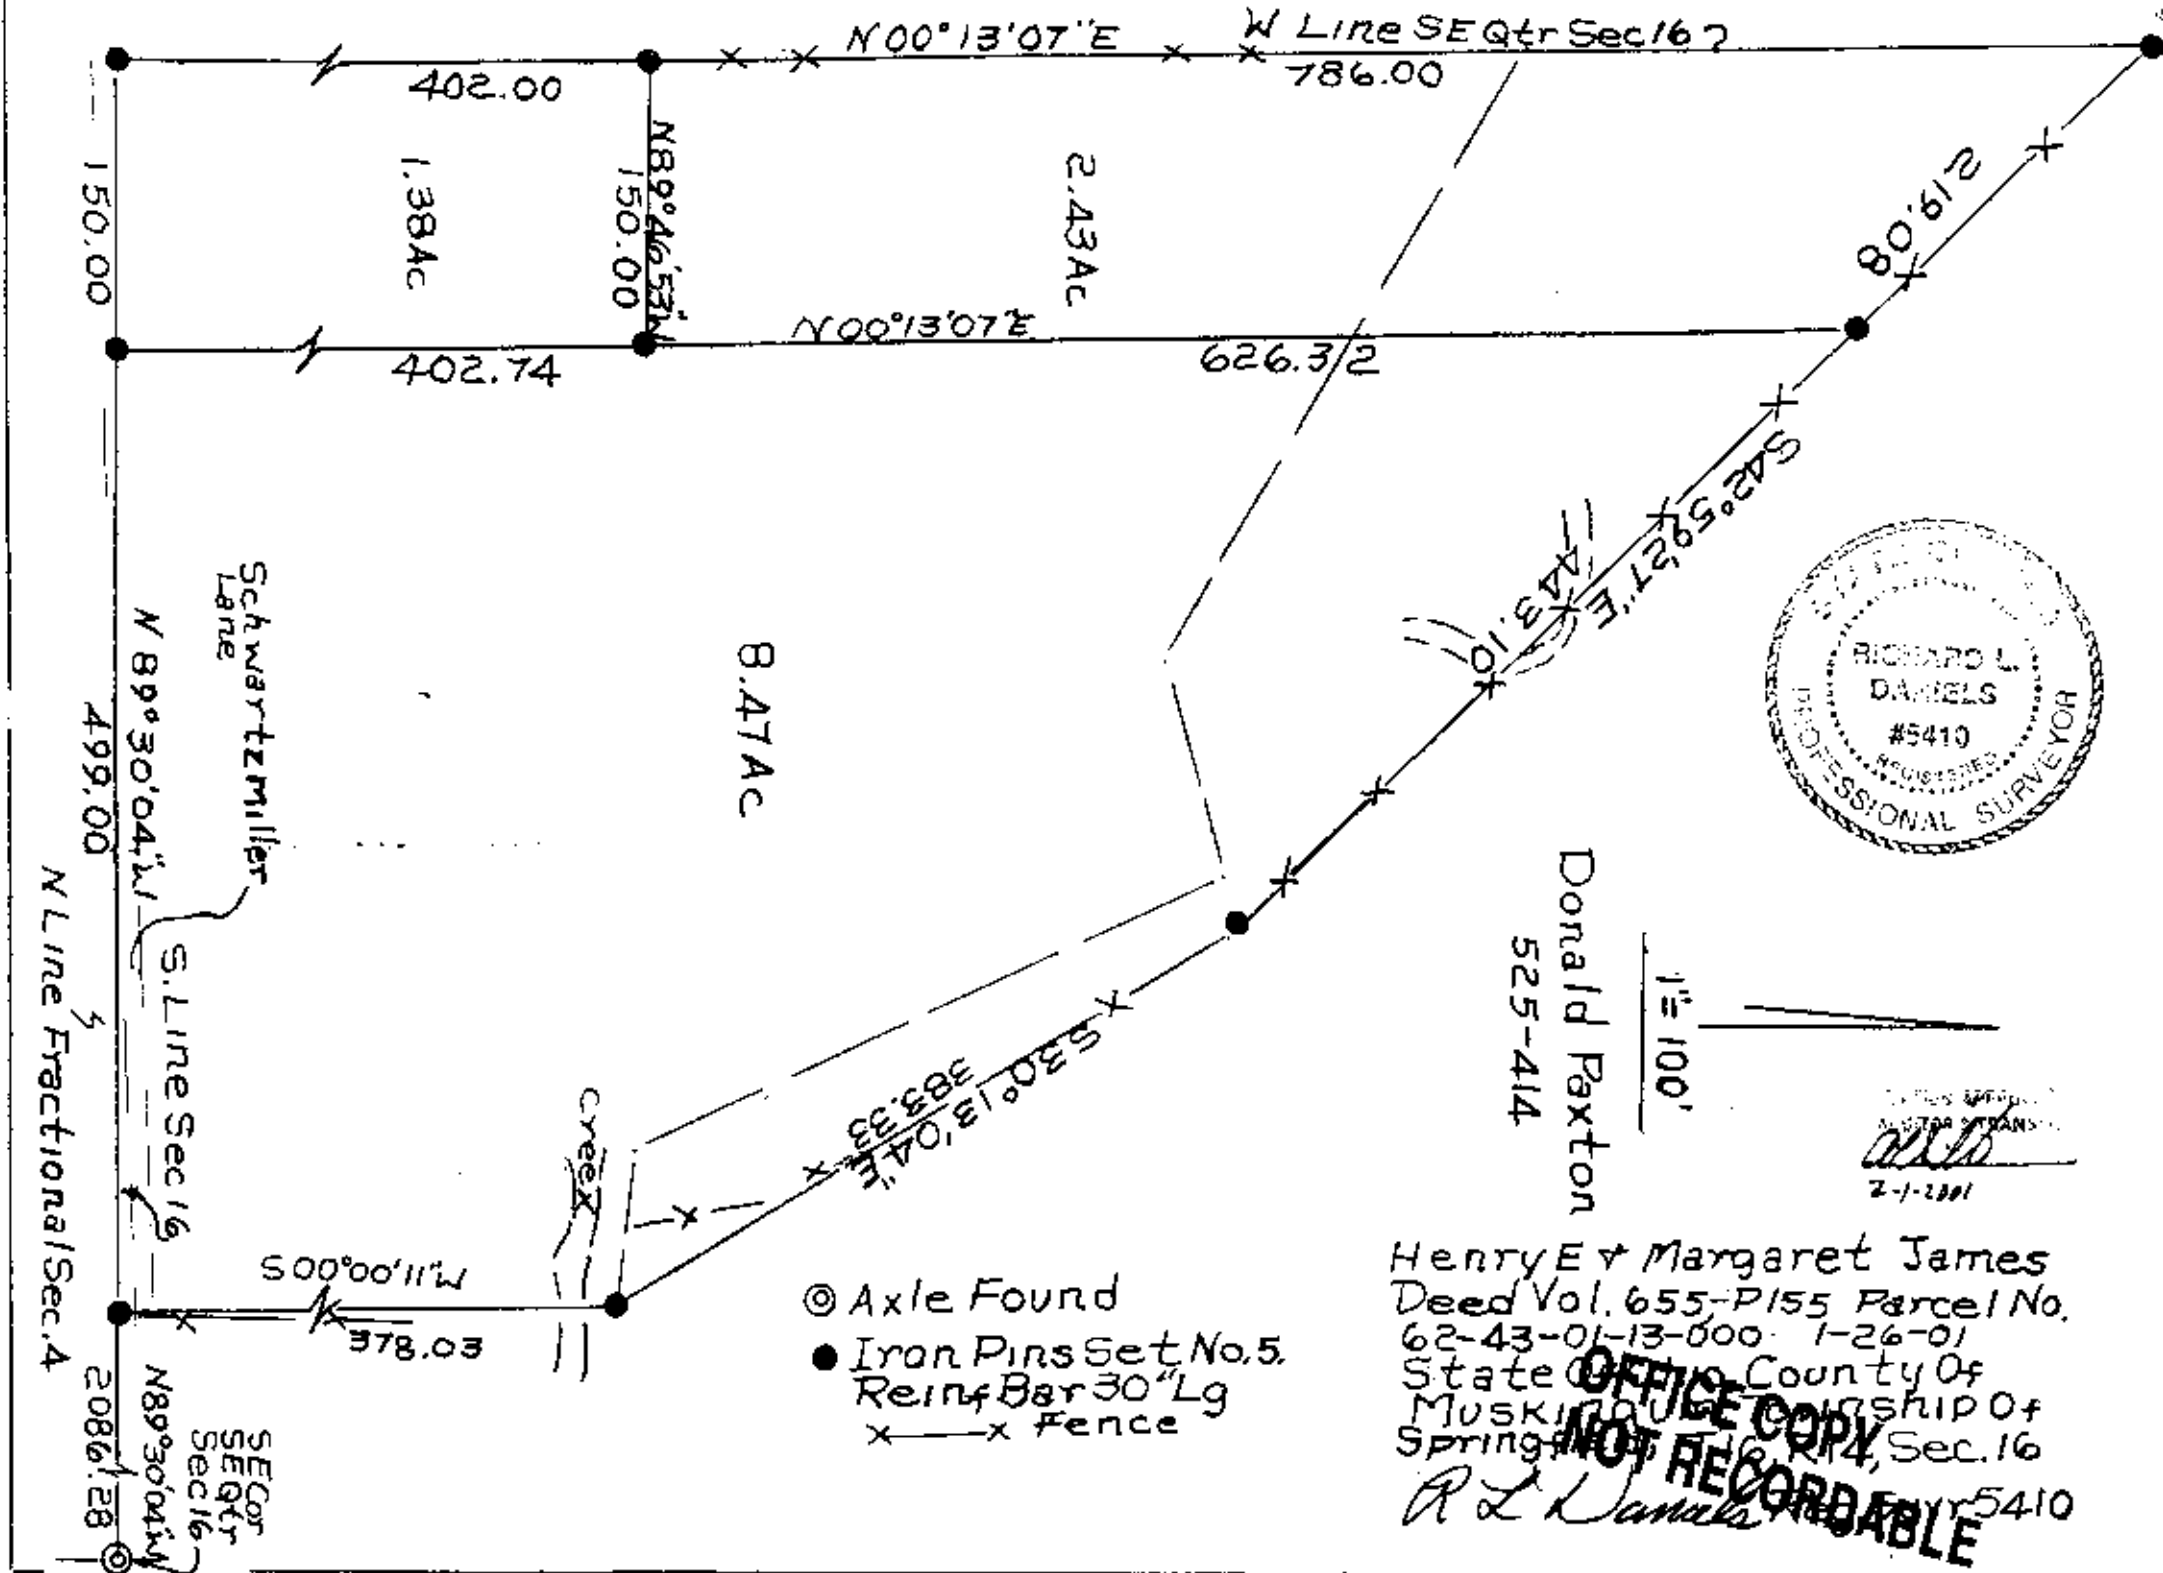 N 00°13'07"E
W Line SE Qtr Sec 16
402.00
786.00
150.00
1.38Ac
N89°46'53"W
150.00
2.43Ac
219.08
402.74
N00°13'07"E
626.32
S42°59'27"E
443.10
Schwartzmiller
Lane
N 89°30'04"W
499.00
8.47Ac
S. Line Sec 16
N Line Fractional Sec. 4
RICHARD L.
DANIELS
#5410
REGISTERED
PROFESSIONAL SURVEYOR
Donald Paxton
525-414
1"= 100'
2-1-2001
S30°13'04"E
383.33
Creek
S00°00'11"W
378.03
N89°30'04"W
2086.28
SE Cor
SE Qtr
Sec 16
Axle Found
Iron Pins Set No.5.
Reinf Bar 30"Lg
x——x Fence
Henry E & Margaret James
Deed Vol. 655-P155 Parcel No.
62-43-01-13-000 1-26-01
State County Of
Township Of
R14, Sec. 16
R L Daniels 5410
OFFICE COPY
NOT RECORDABLE